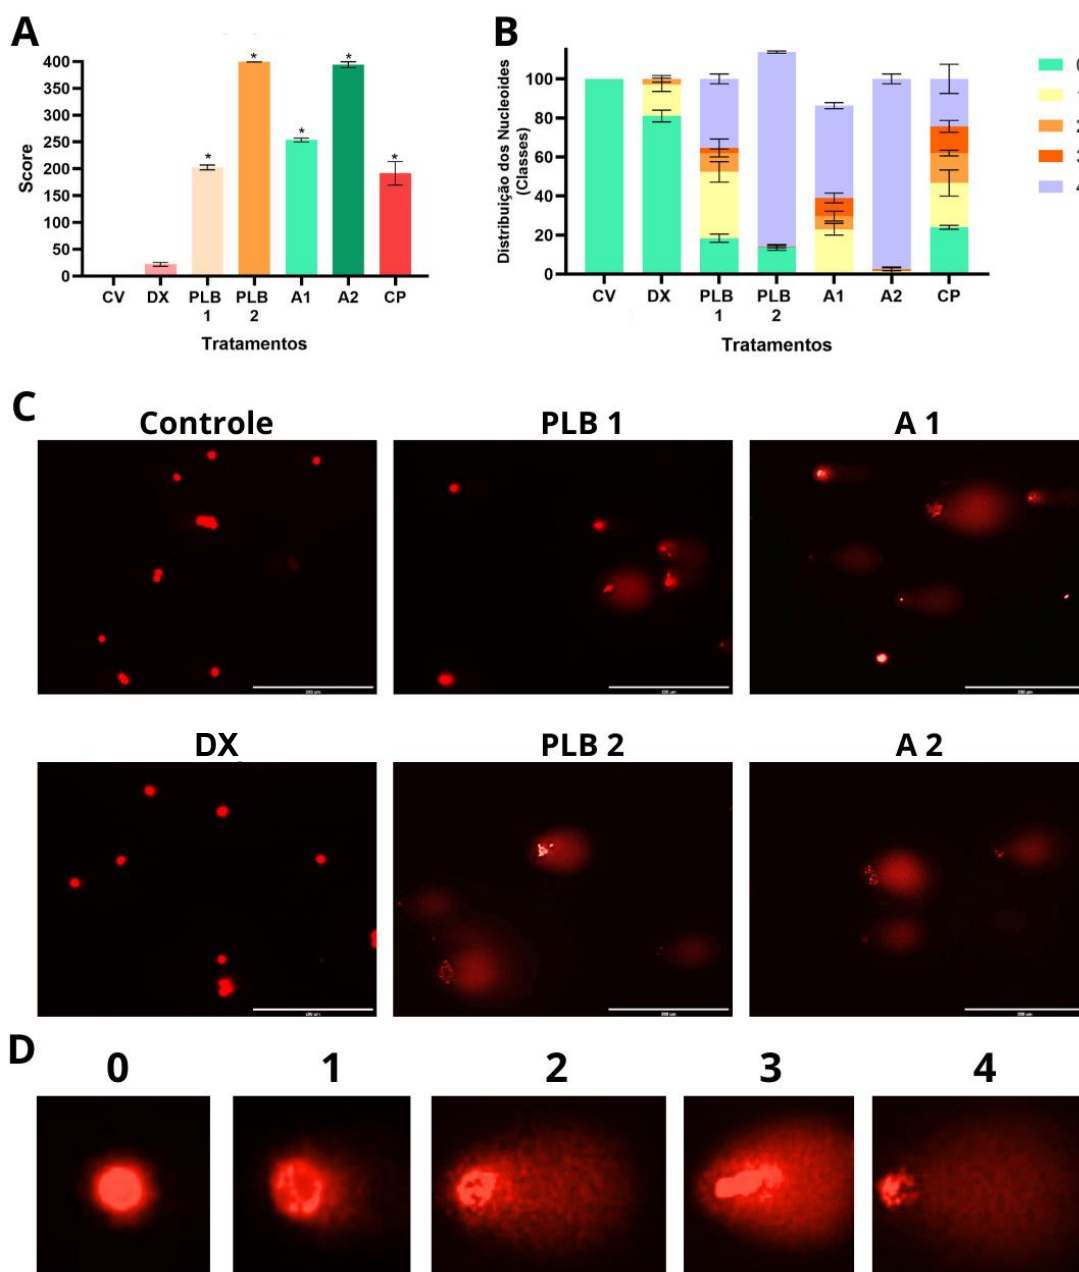 A
400
350
300
250
200
150
100
50
0
Score
*
*
*
*
*
CV DX PLB 1 PLB 2 A1 A2 CP
Tratamentos
B
100
80
60
40
20
0
Distribuição dos Nucleoides
(Classes)
CV DX PLB 1 PLB 2 A1 A2 CP
Tratamentos
C
Controle PLB 1 A 1
DX PLB 2 A 2
D
0 1 2 3 4